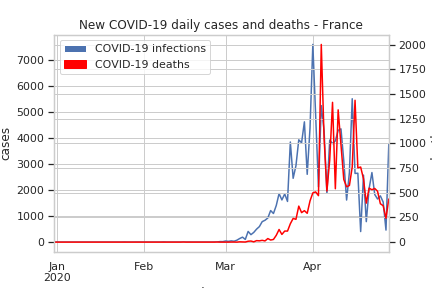 New COVID-19 daily cases and deaths - France
COVID-19 infections
COVID-19 deaths
cases
7000
6000
5000
4000
3000
2000
1000
0
2000
1750
1500
1250
1000
750
500
250
0
Jan
2020
Feb
Mar
Apr